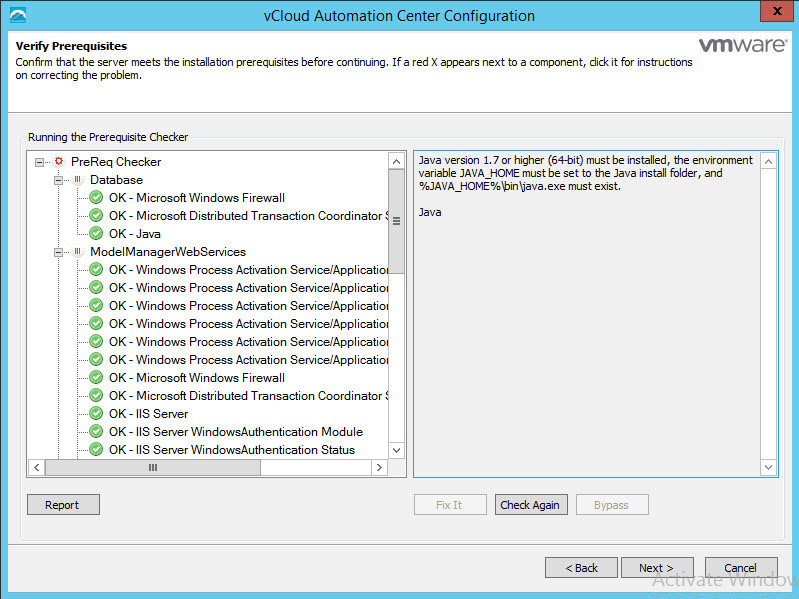 vCloud Automation Center Configuration
x
Verify Prerequisites
vmware
Confirm that the server meets the installation prerequisites before continuing. If a red X appears next to a component, click it for instructions
on correcting the problem.
Running the Prerequisite Checker
PreReq Checker
Database
OK - Microsoft Windows Firewall
OK - Microsoft Distributed Transaction Coordinator S
OK - Java
ModelManagerWebServices
OK - Windows Process Activation Service/Application
OK - Windows Process Activation Service/Application
OK - Windows Process Activation Service/Application
OK - Windows Process Activation Service/Application
OK - Windows Process Activation Service/Application
OK - Windows Process Activation Service/Application
OK - Microsoft Windows Firewall
OK - Microsoft Distributed Transaction Coordinator S
OK - IIS Server
OK - IIS Server WindowsAuthentication Module
OK - IIS Server WindowsAuthentication Status
Java version 1.7 or higher (64-bit) must be installed, the environment
variable JAVA_HOME must be set to the Java install folder, and
%JAVA_HOME%\bin\java.exe must exist.
Java
Report
Fix It
Check Again
Bypass
< Back
Next >
Cancel
Activate Window